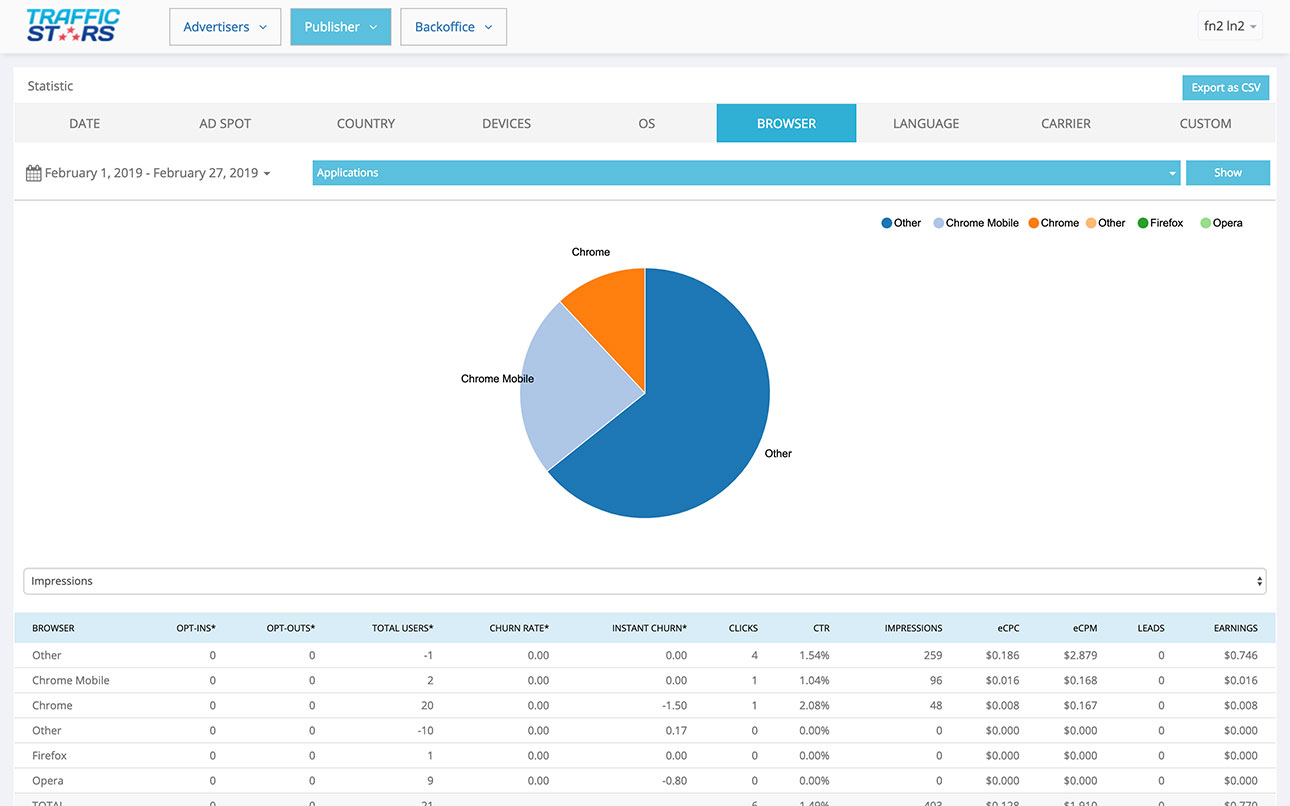 TRAFFIC
STARS
Advertisers Publisher Backoffice fn2 ln2
Statistic Export as CSV
DATE AD SPOT COUNTRY DEVICES OS BROWSER LANGUAGE CARRIER CUSTOM
February 1, 2019 - February 27, 2019 Applications Show
Other Chrome Mobile Chrome Other Firefox Opera
Chrome
Chrome Mobile
Other
Impressions
BROWSER OPT-INS* OPT-OUTS* TOTAL USERS* CHURN RATE* INSTANT CHURN* CLICKS CTR IMPRESSIONS eCPC eCPM LEADS EARNINGS
Other 0 0 -1 0.00 0.00 4 1.54% 259 $0.186 $2.879 0 $0.746
Chrome Mobile 0 0 2 0.00 0.00 1 1.04% 96 $0.016 $0.168 0 $0.016
Chrome 0 0 20 0.00 -1.50 1 2.08% 48 $0.008 $0.167 0 $0.008
Other 0 0 -10 0.00 0.17 0 0.00% 0 $0.000 $0.000 0 $0.000
Firefox 0 0 1 0.00 0.00 0 0.00% 0 $0.000 $0.000 0 $0.000
Opera 0 0 9 0.00 -0.80 0 0.00% 0 $0.000 $0.000 0 $0.000
TOTAL 0 0 21 6 1.49% 403 $0.128 $1.910 0 $0.770